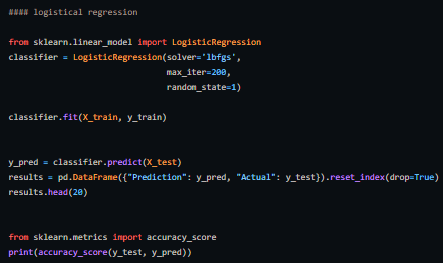 #### logistical regression
from sklearn.linear_model import LogisticRegression
classifier = LogisticRegression(solver='lbfgs',
                                max_iter=200,
                                random_state=1)
classifier.fit(X_train, y_train)
y_pred = classifier.predict(X_test)
results = pd.DataFrame({"Prediction": y_pred, "Actual": y_test}).reset_index(drop=True)
results.head(20)
from sklearn.metrics import accuracy_score
print(accuracy_score(y_test, y_pred))